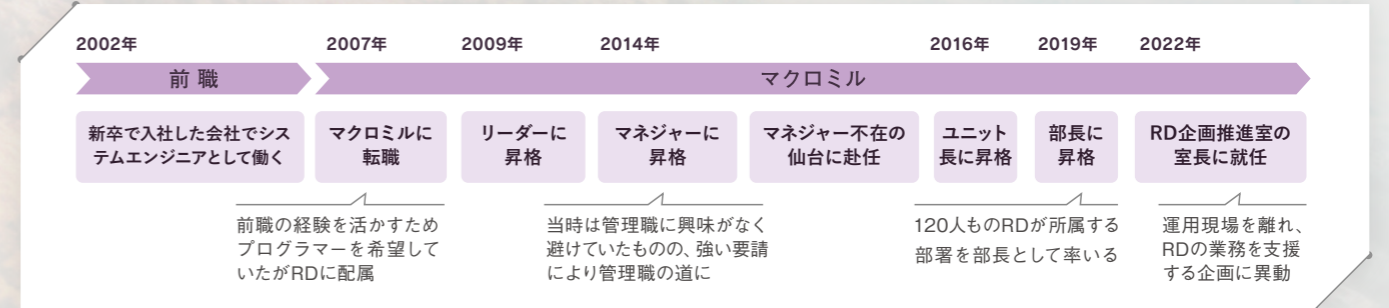 2002年 2007年 2009年 2014年 2016年 2019年 2022年
前職 マクロミル
新卒で入社した会社でシス
テムエンジニアとして働く
マクロミルに
転職
リーダーに
昇格
マネジャーに
昇格
マネジャー不在の
仙台に赴任
ユニット
長に昇格
部長に
昇格
RD企画推進室の
室長に就任
前職の経験を活かすため
プログラマーを希望して
いたがRDに配属
当時は管理職に興味がなく
避けていたものの、強い要請
により管理職の道に
120人ものRDが所属する
部署を部長として率いる
運用現場を離れ、
RDの業務を支援
する企画に異動